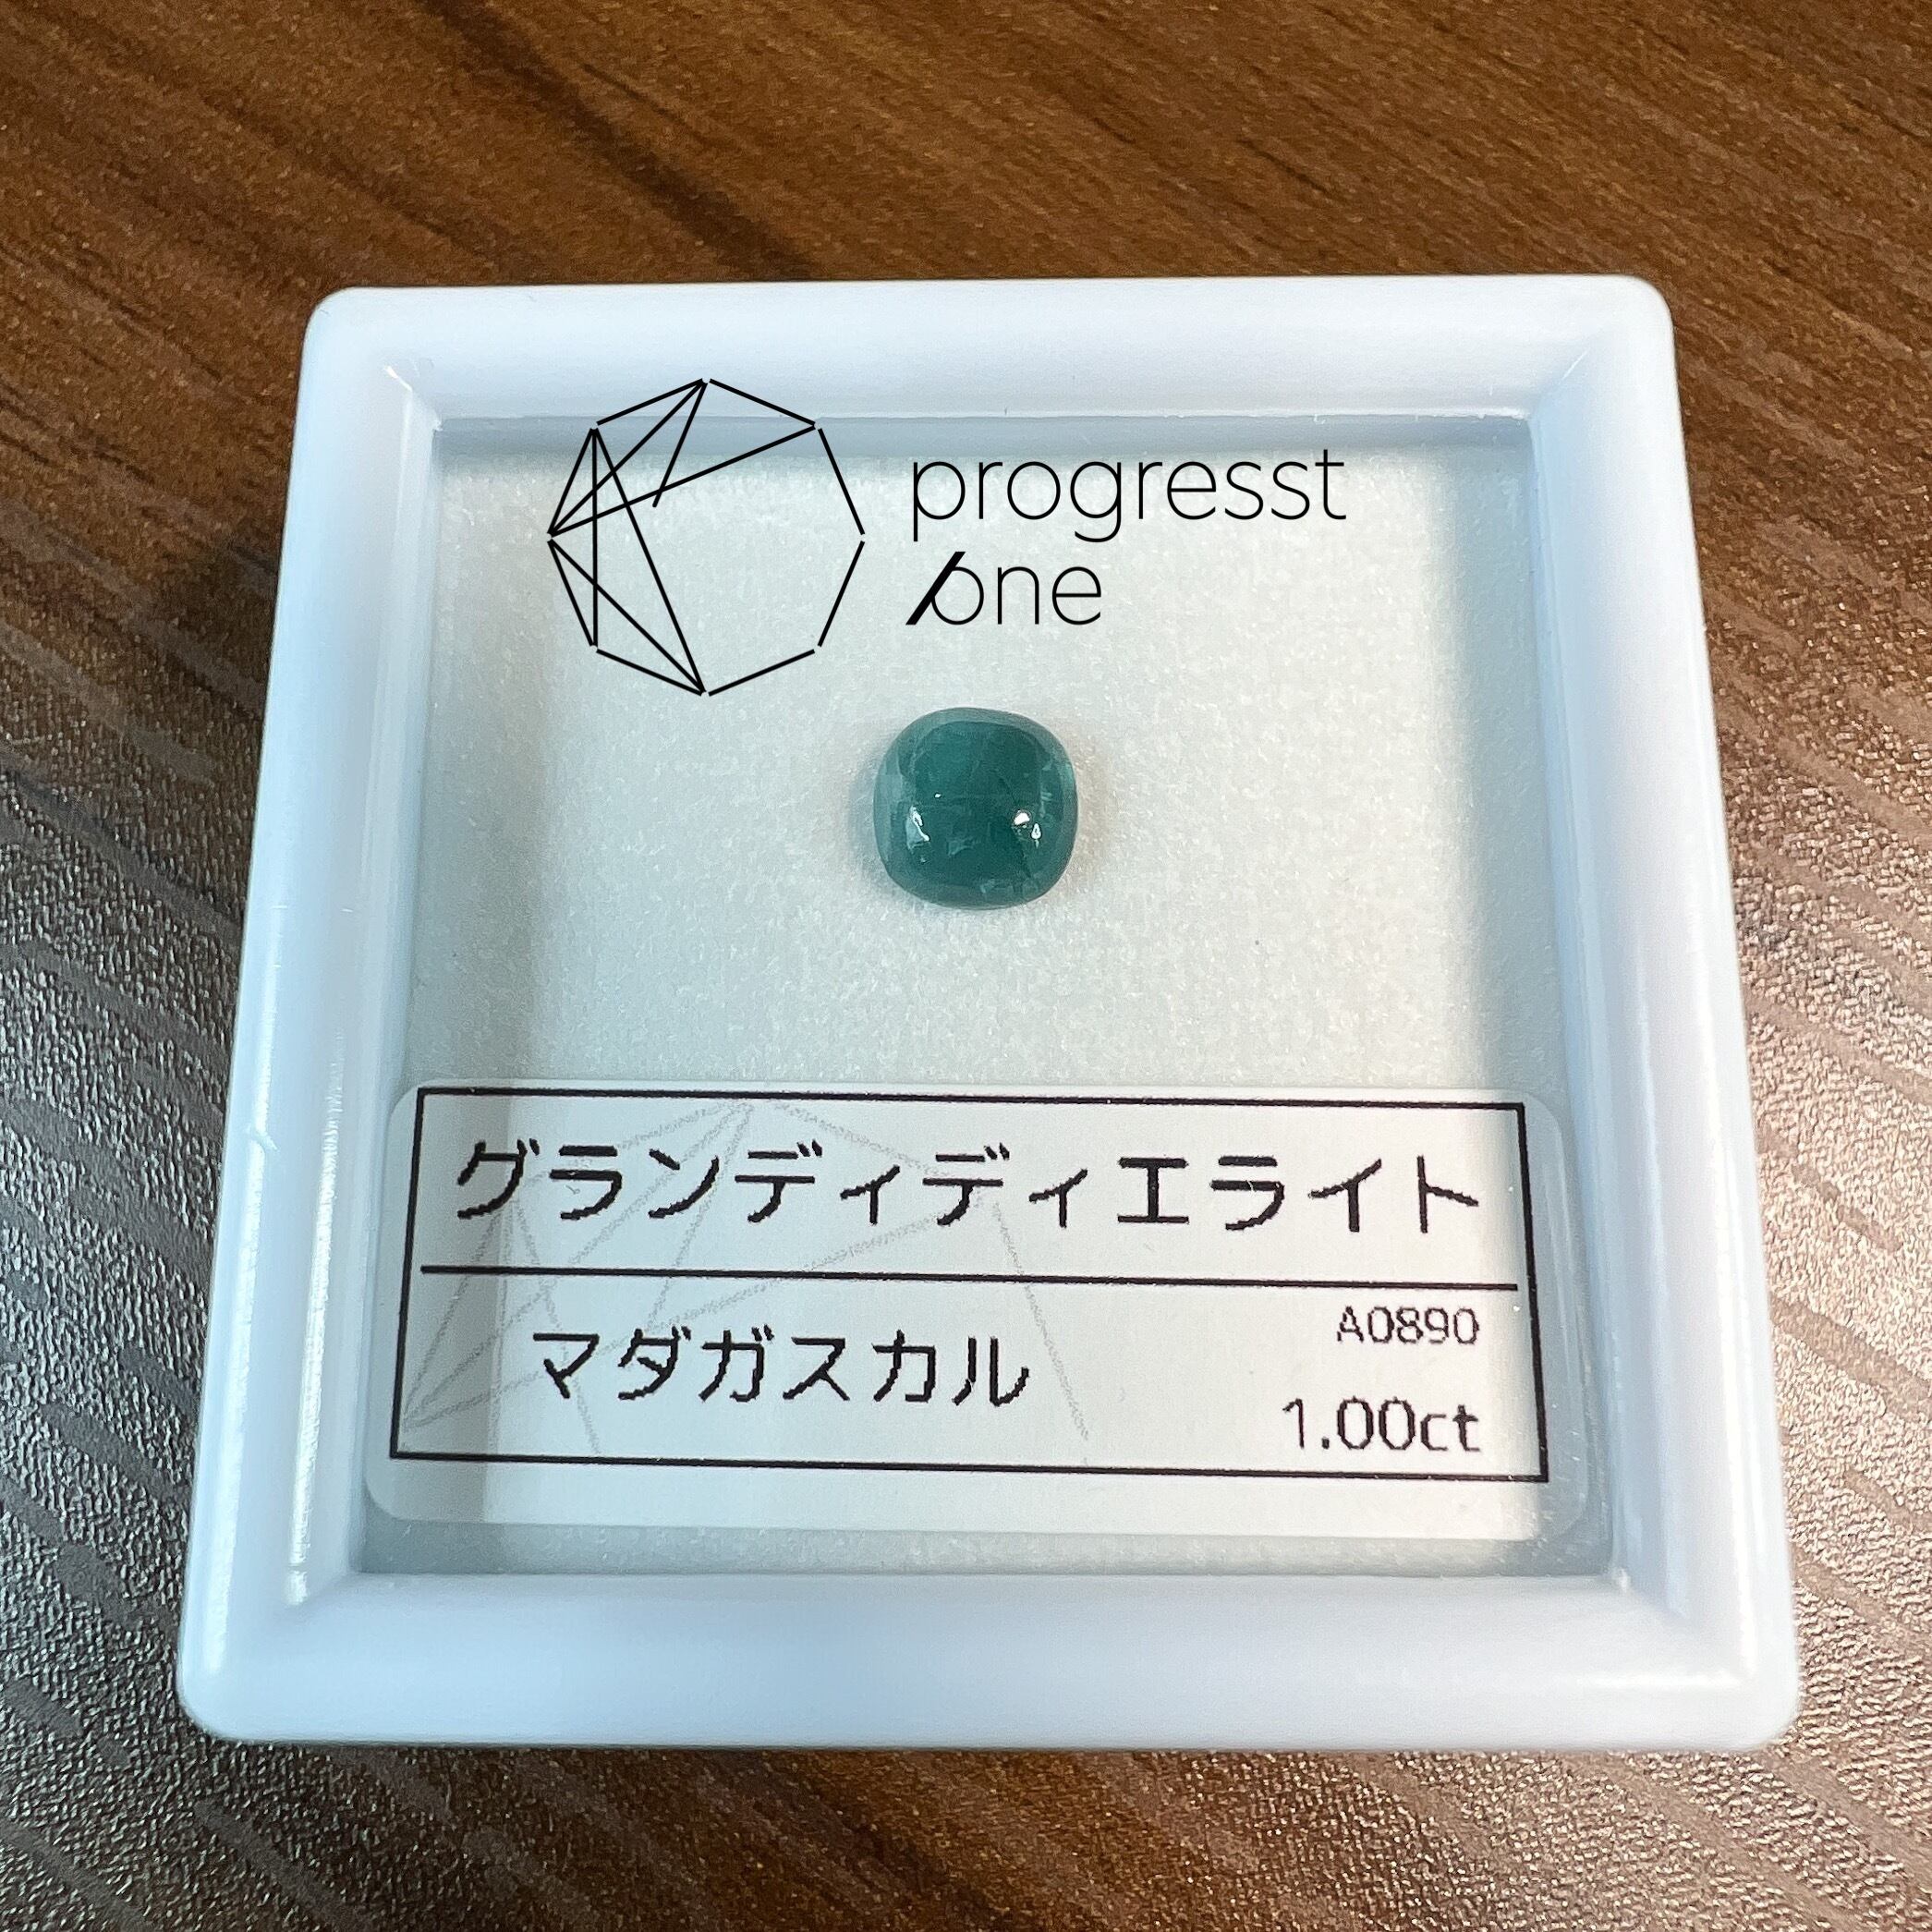 progresst
one
グランディディエライト
マダガスカル
A0890
1.00ct